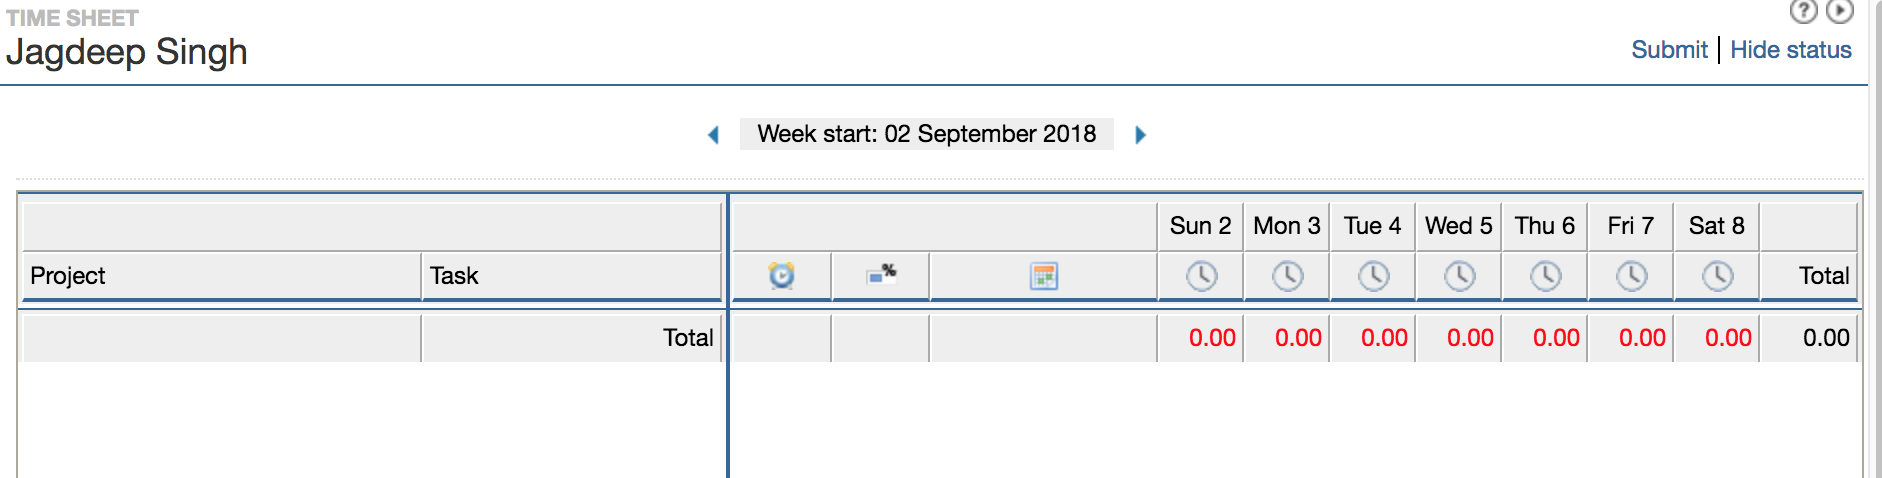 TIME SHEET
Jagdeep Singh
? 
Submit | Hide status
Week start: 02 September 2018
Sun 2 Mon 3 Tue 4 Wed 5 Thu 6 Fri 7 Sat 8
Project Task % Total
Total 0.00 0.00 0.00 0.00 0.00 0.00 0.00 0.00